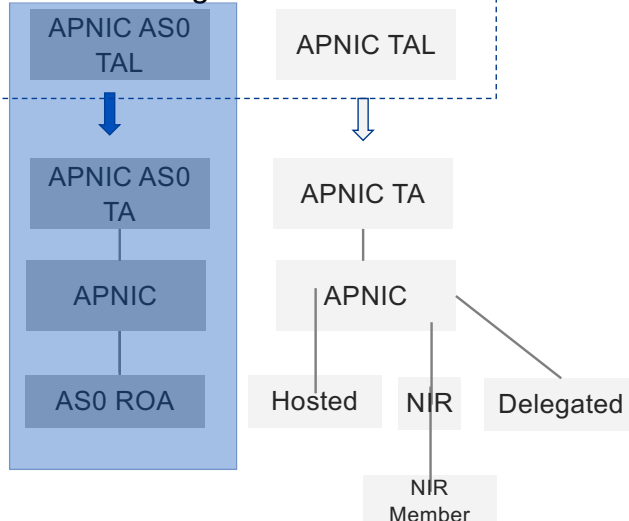 APNIC AS0
TAL
APNIC TAL
APNIC AS0
TA
APNIC TA
APNIC
APNIC
AS0 ROA
Hosted
NIR
Delegated
NIR
Member